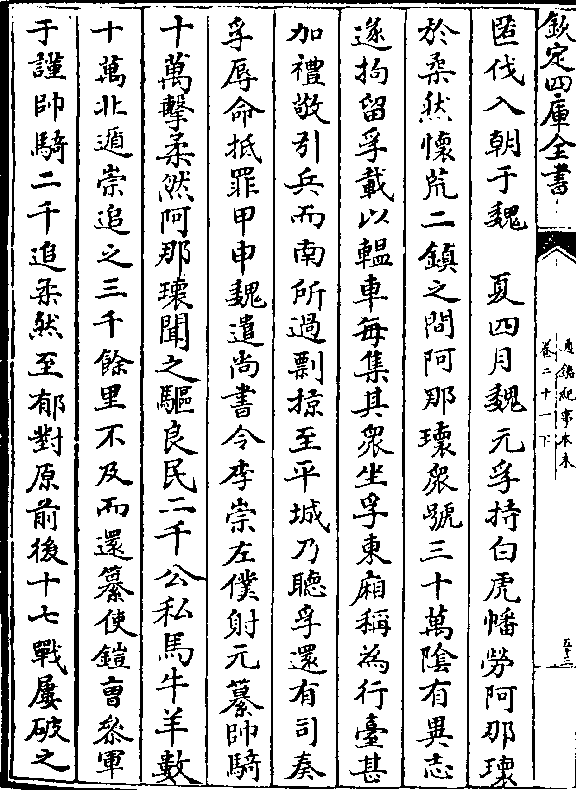 欽定四庫全書
通鑑紀事本末
卷二十一下
匿伐入朝于魏　夏四月魏元孚持白虎幡勞阿那瓌
於柔然懷荒二鎮之間阿那瓌衆號三十萬隂有異志
遂拘留孚載以輼車每集其衆坐孚東廂稱為行臺甚
加禮敬引兵而南所過剽掠至平城乃聽孚還有司奏
孚辱命抵罪甲申魏遣尚書令李崇左僕射元纂帥騎
十萬擊柔然阿那瓌聞之驅良民二千公私馬牛羊數
十萬北遁崇追之三千餘里不及而還纂使鎧曹參軍
于謹帥騎二千追柔然至郁對原前後十七戰屢破之